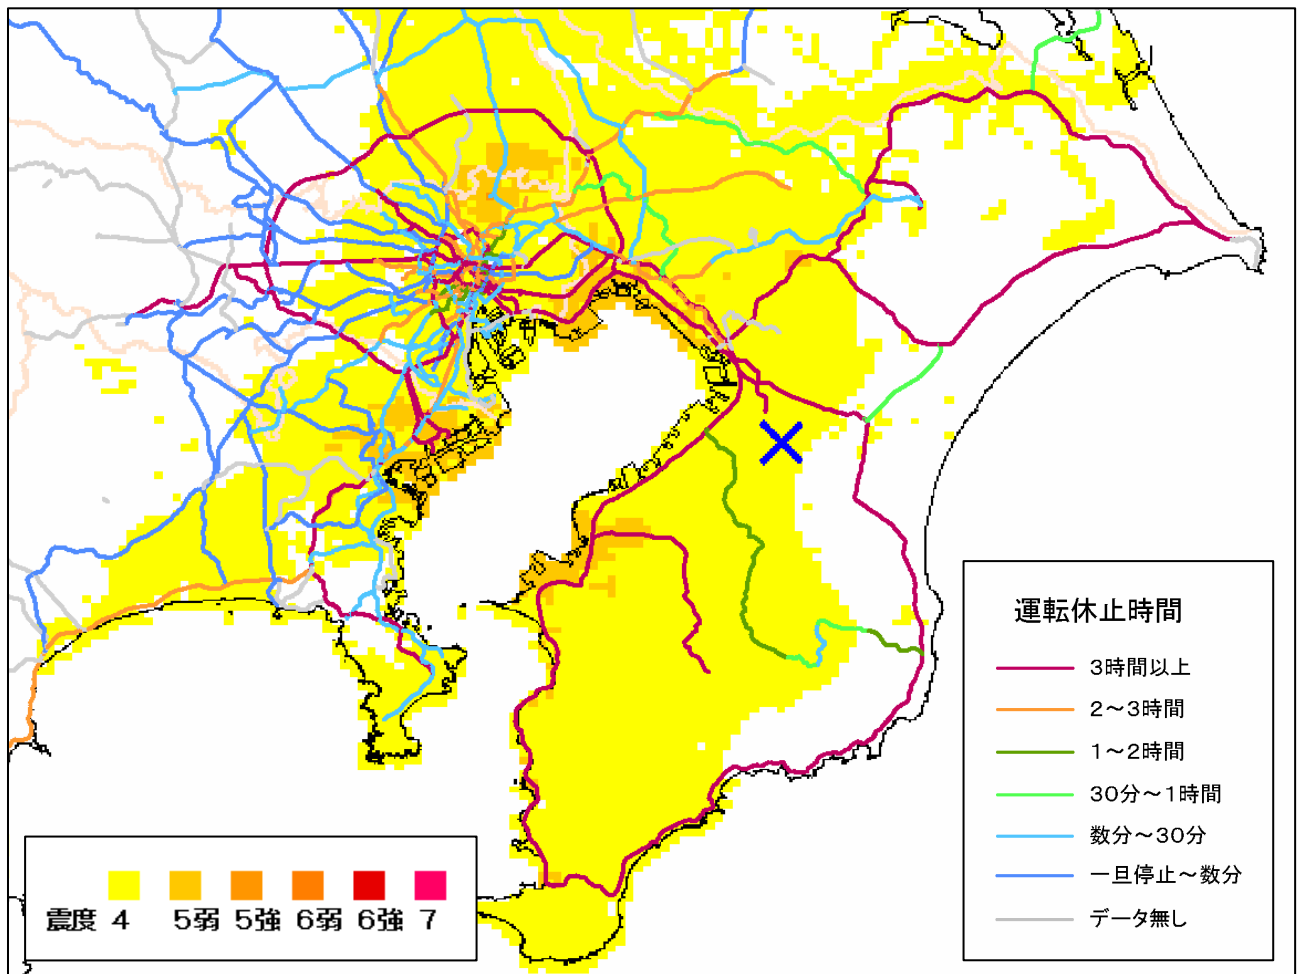 運転休止時間
3時間以上
2～3時間
1～2時間
30分～1時間
数分～30分
一旦停止～数分
データ無し
震度 4 5弱 5強 6弱 6強 7